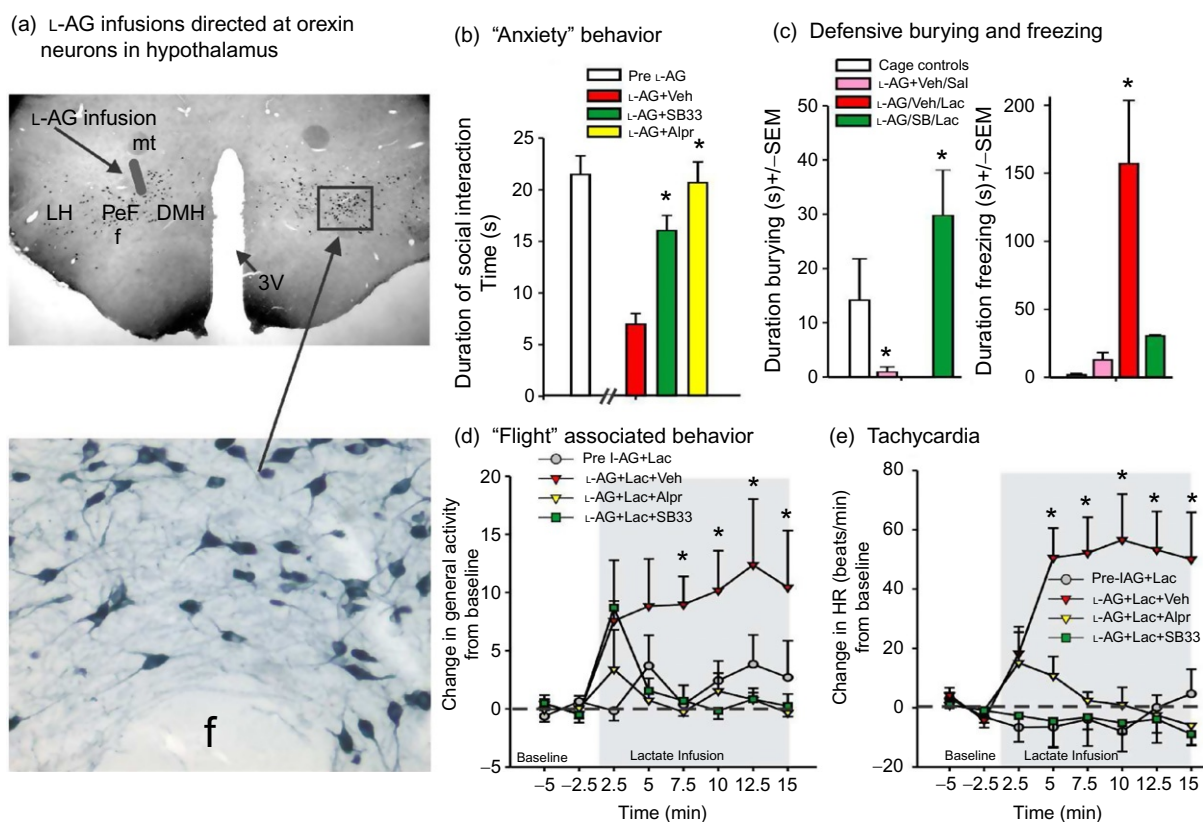 (a) L-AG infusions directed at orexin
neurons in hypothalamus
L-AG infusion
mt
LH PeF DMH
f
3V
f
(b) “Anxiety” behavior
Pre L-AG
L-AG+Veh
L-AG+SB33
L-AG+Alpr
Duration of social interaction
Time (s)
25
20
15
10
5
0
* *
(c) Defensive burying and freezing
Cage controls
L-AG+Veh/Sal
L-AG/Veh/Lac
L-AG/SB/Lac
Duration burying (s)+/−SEM
50
40
30
20
10
0
* *
Duration freezing (s)+/−SEM
200
150
100
50
0
*
(d) “Flight” associated behavior
Pre l-AG+Lac
L-AG+Lac+Veh
L-AG+Lac+Alpr
L-AG+Lac+SB33
Change in general activity
from baseline
20
15
10
5
0
−5
* * * *
Baseline Lactate Infusion
−5 −2.5 2.5 5 7.5 10 12.5 15
Time (min)
(e) Tachycardia
Change in HR (beats/min)
from baseline
80
60
40
20
0
−20
* * * * *
Pre-lAG+Lac
L-AG+Lac+Veh
L-AG+Lac+Alpr
L-AG+Lac+SB33
Baseline Lactate Infusion
−5 −2.5 2.5 5 7.5 10 12.5 15
Time (min)